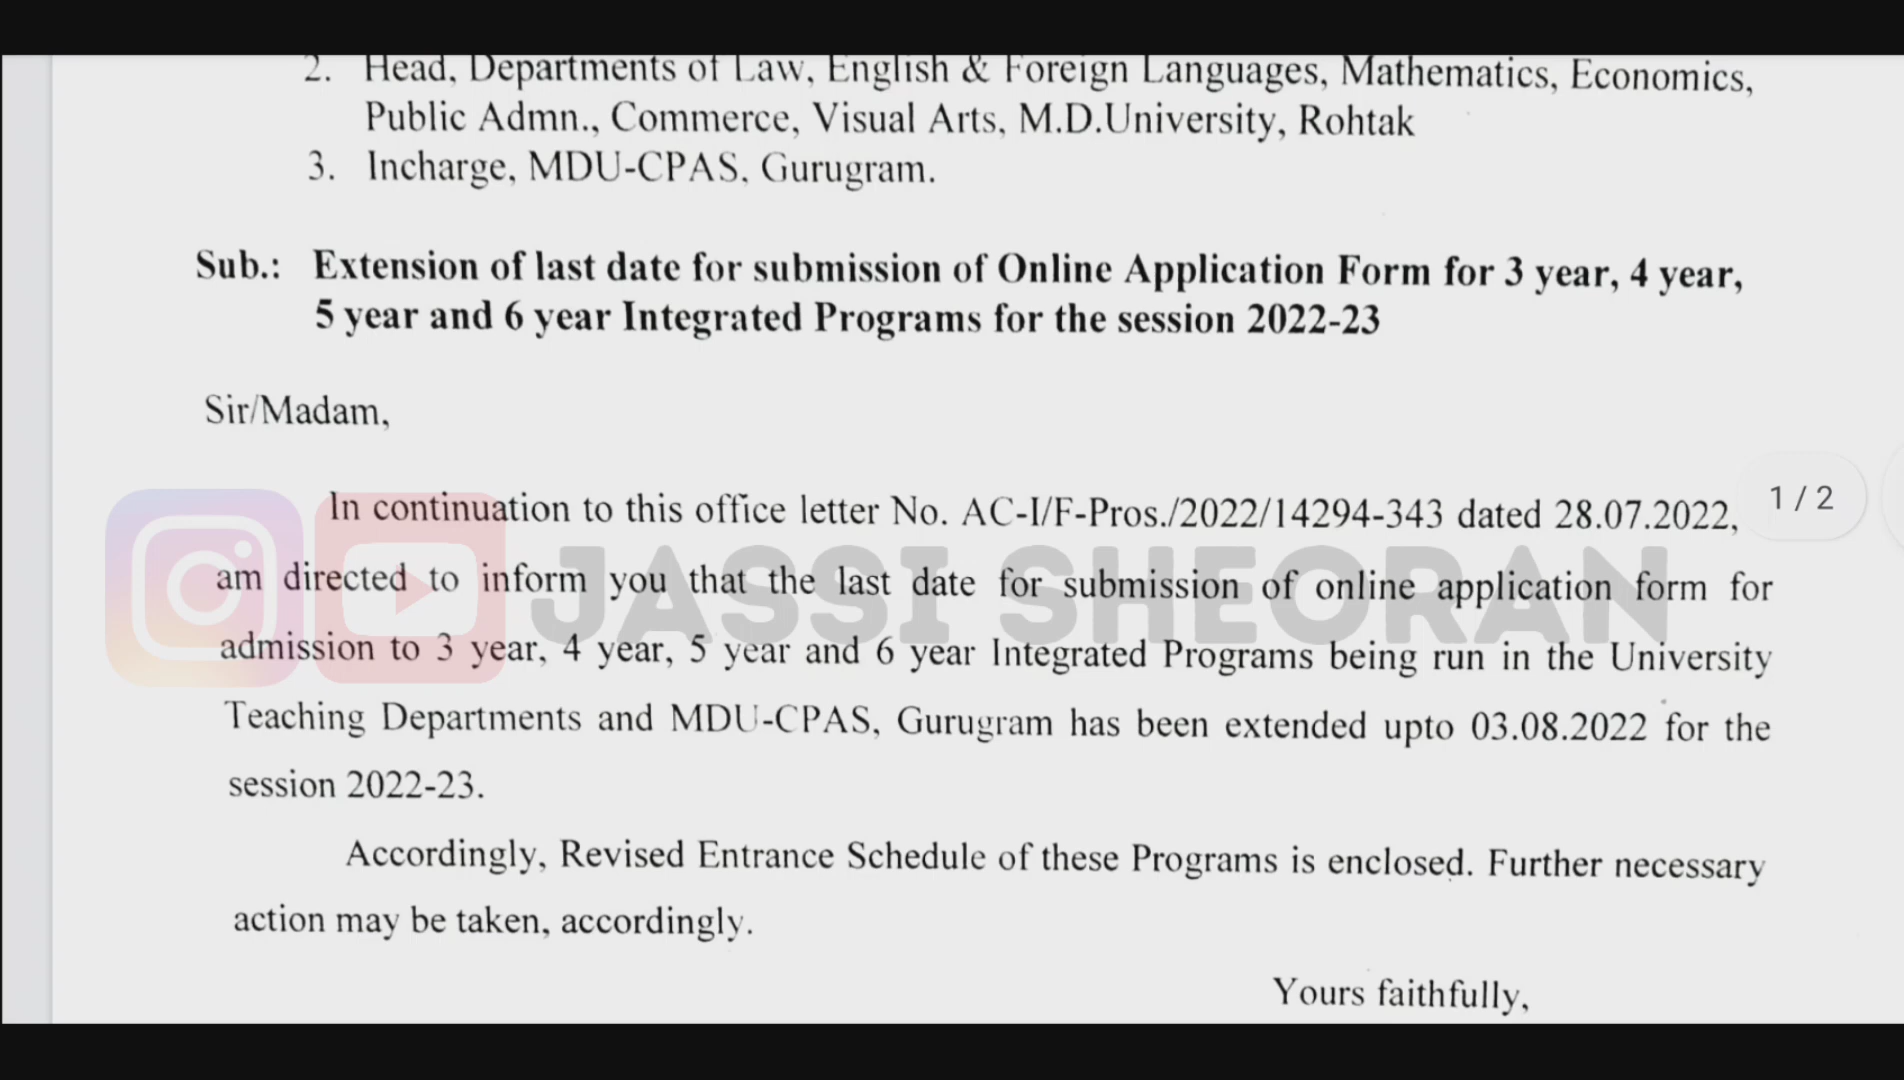 2. Head, Departments of Law, English & Foreign Languages, Mathematics, Economics,
Public Admn., Commerce, Visual Arts, M.D.University, Rohtak
3. Incharge, MDU-CPAS, Gurugram.
Sub.: Extension of last date for submission of Online Application Form for 3 year, 4 year,
5 year and 6 year Integrated Programs for the session 2022-23
Sir/Madam,
In continuation to this office letter No. AC-I/F-Pros./2022/14294-343 dated 28.07.2022,
1 / 2
am directed to inform you that the last date for submission of online application form for
JASSI SHEORAN
admission to 3 year, 4 year, 5 year and 6 year Integrated Programs being run in the University
Teaching Departments and MDU-CPAS, Gurugram has been extended upto 03.08.2022 for the
session 2022-23.
Accordingly, Revised Entrance Schedule of these Programs is enclosed. Further necessary
action may be taken, accordingly.
Yours faithfully,